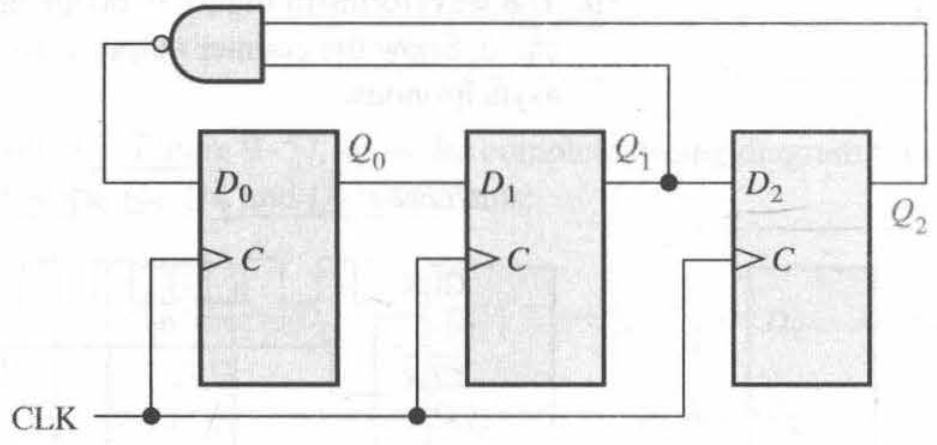 Q₀ Q₁
D₀ D₁ D₂
Q₂
C C C
CLK